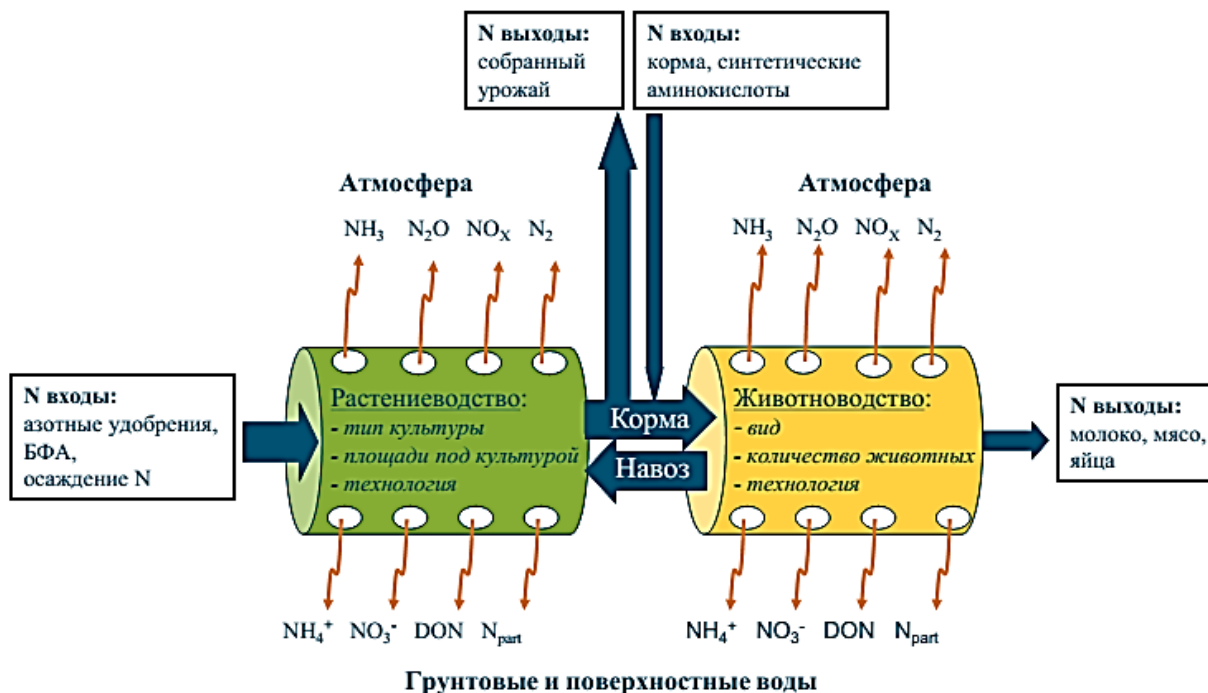 N выходы:
собранный
урожай
N входы:
корма, синтетические
аминокислоты
Атмосфера
Атмосфера
NH₃ N₂O NOₓ N₂
NH₃ N₂O NOₓ N₂
N входы:
азотные удобрения,
БФА,
осаждение N
Растениеводство:
- тип культуры
- площади под культурой
- технология
Корма
Навоз
Животноводство:
- вид
- количество животных
- технология
N выходы:
молоко, мясо,
яйца
NH₄⁺ NO₃⁻ DON Npart
NH₄⁺ NO₃⁻ DON Npart
Грунтовые и поверхностные воды